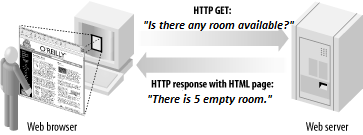 HTTP GET:
"Is there any room available?"
O'REILLY
HTTP response with HTML page:
"There is 5 empty room."
Web browser
Web server